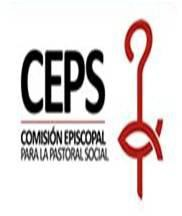 CEPS
COMISIÓN EPISCOPAL
PARA LA PASTORAL SOCIAL